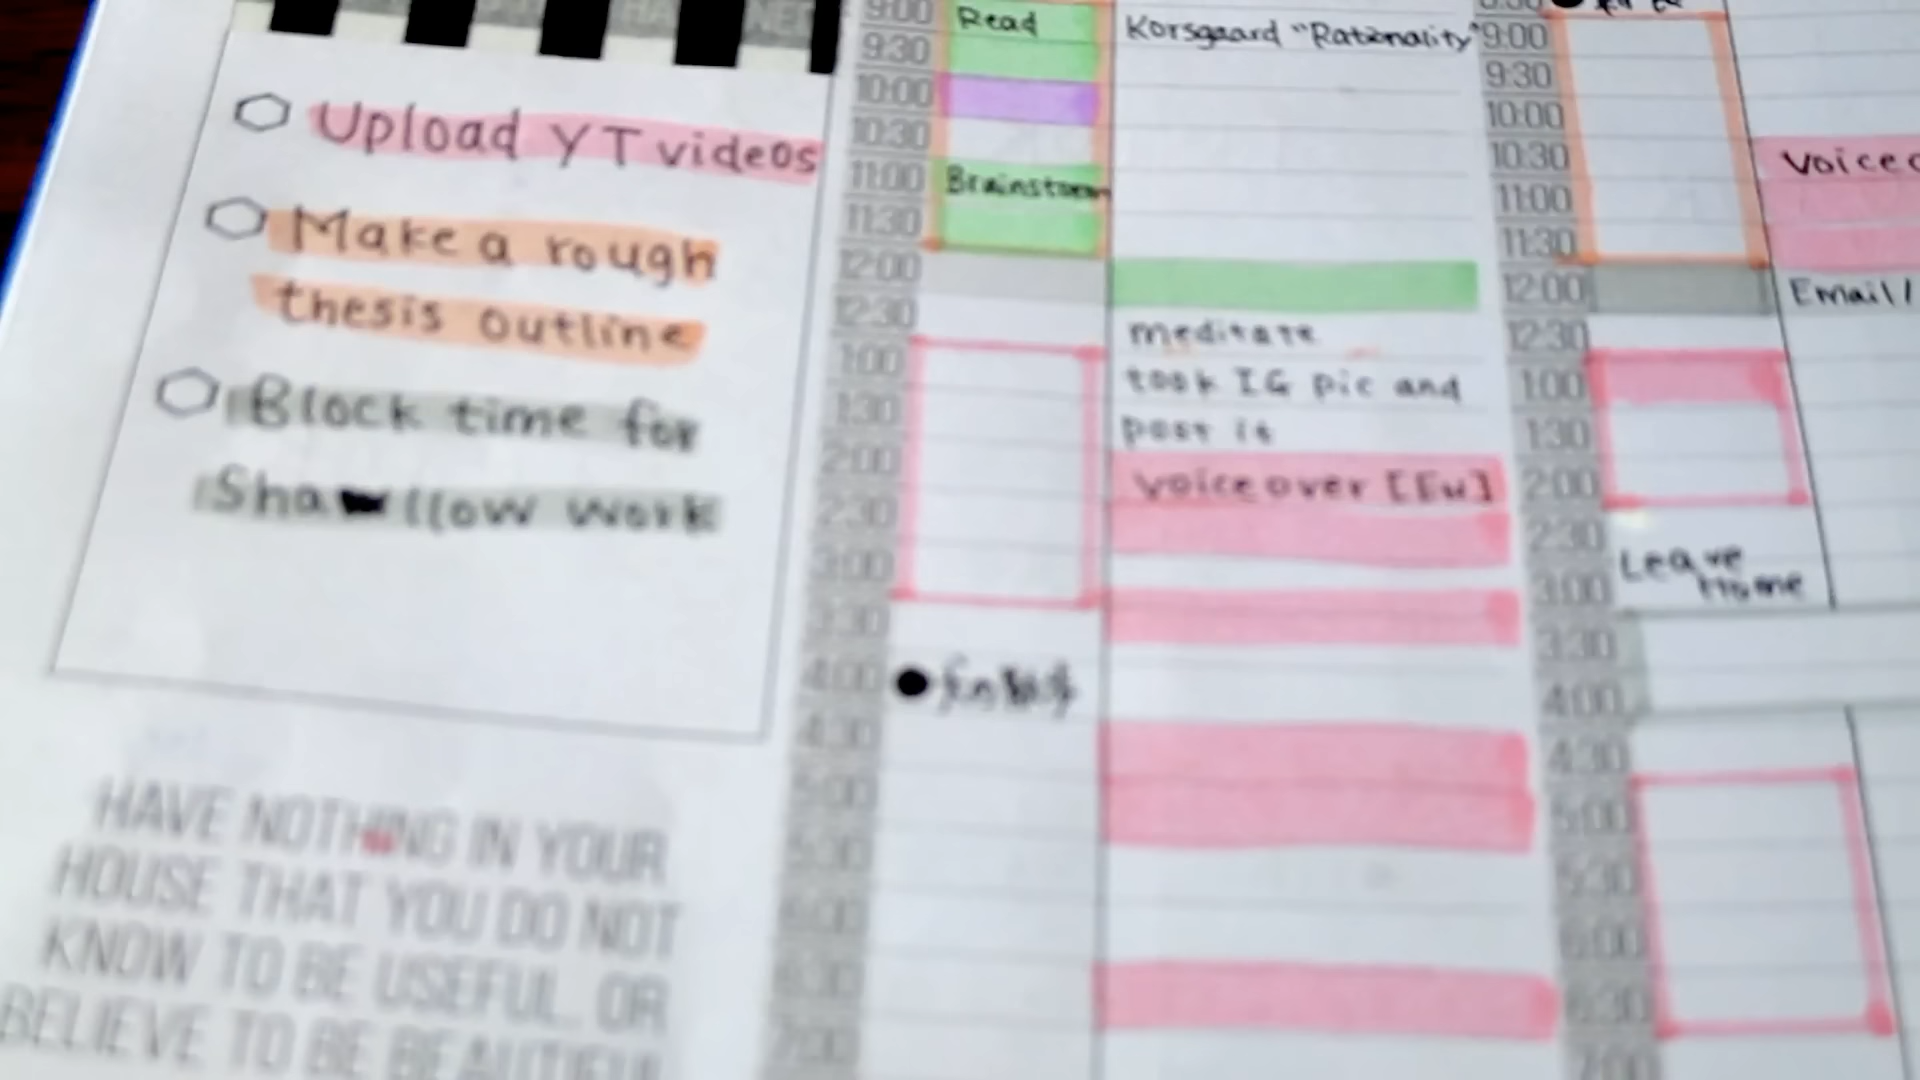 Upload YT videos
Make a rough
thesis outline
Block time for
Shallow work
HAVE NOTHING IN YOUR
HOUSE THAT YOU DO NOT
KNOW TO BE USEFUL, OR
BELIEVE TO BE BEAUTIFUL
9:00 Read Korsgaard "Rationality"
9:30
10:00
10:30
11:00 Brainstorm
11:30
12:00
12:30 meditate
1:00 took IG pic and
1:30 post it
2:00 voice over [Eu]
2:30
3:00
3:30
4:00
4:30
5:00
5:30
6:00
6:30
7:00
9:00
9:30
10:00
10:30
11:00
11:30
12:00 Email/
12:30
1:00
1:30
2:00
2:30 Leave
3:00 Home
3:30
4:00
4:30
5:00
5:30
6:00
6:30
7:00